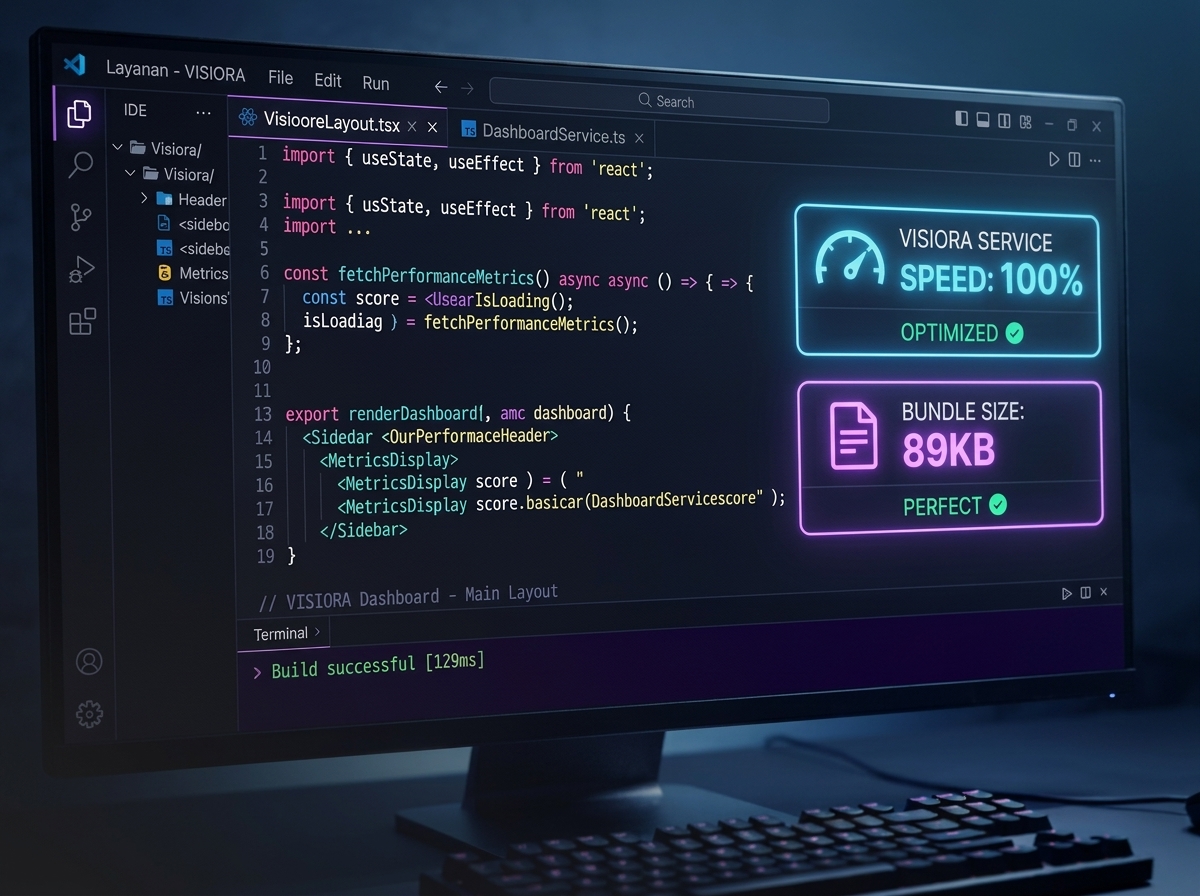 Layanan - VISIORA File Edit Run
Search
IDE ...
Visiora/
Visiora/
Header
<sidebc
<sidebe
Metrics
Visions'
VisiooreLayout.tsx
TS DashboardService.ts
1 import { useState, useEffect } from 'react';
2
3 import { usState, useEffect } from 'react';
4 import ...
5
6 const fetchPerformanceMetrics() async async () => { => {
7 const score = <UsearIsLoading();
8 isLoadiag } = fetchPerformanceMetrics();
9 };
10
11
13 export renderDashboard(, amc dashboard) {
14 <Sidedar <OurPerformaceHeader>
15 <MetricsDisplay>
16 <MetricsDisplay score ) = ( "
17 <MetricsDisplay score.basicar(DashboardServicescore" );
18 </Sidebar>
19 }
// VISIORA Dashboard - Main Layout
VISIORA SERVICE
SPEED: 100%
OPTIMIZED
BUNDLE SIZE:
89KB
PERFECT
Terminal
> Build successful [129ms]